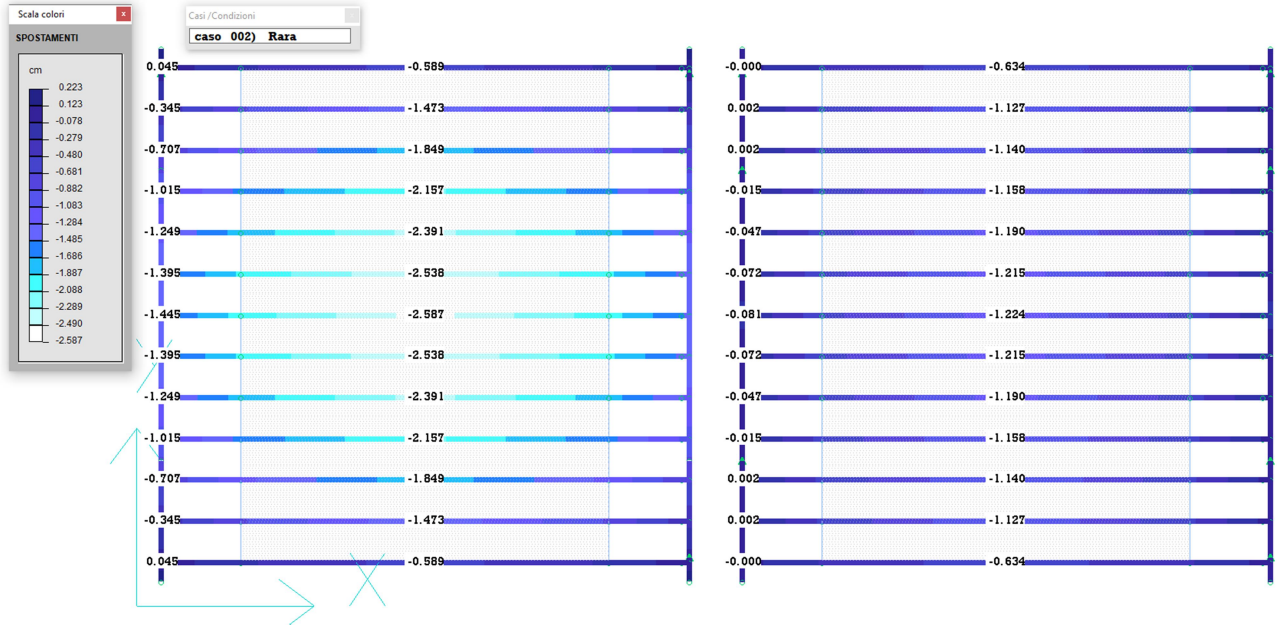 Scala colori
x
SPOSTAMENTI
cm
0.223
0.123
-0.078
-0.279
-0.480
-0.681
-0.882
-1.083
-1.284
-1.485
-1.686
-1.887
-2.088
-2.289
-2.490
-2.587
Casi /Condizioni
caso 002) Rara
0.045 -0.589 -0.000 -0.634
-0.345 -1.473 0.002 -1.127
-0.707 -1.849 0.002 -1.140
-1.015 -2.157 -0.015 -1.158
-1.249 -2.391 -0.047 -1.190
-1.395 -2.538 -0.072 -1.215
-1.445 -2.587 -0.081 -1.224
-1.395 -2.538 -0.072 -1.215
-1.249 -2.391 -0.047 -1.190
-1.015 -2.157 -0.015 -1.158
-0.707 -1.849 0.002 -1.140
-0.345 -1.473 0.002 -1.127
0.045 -0.589 -0.000 -0.634
Y
X